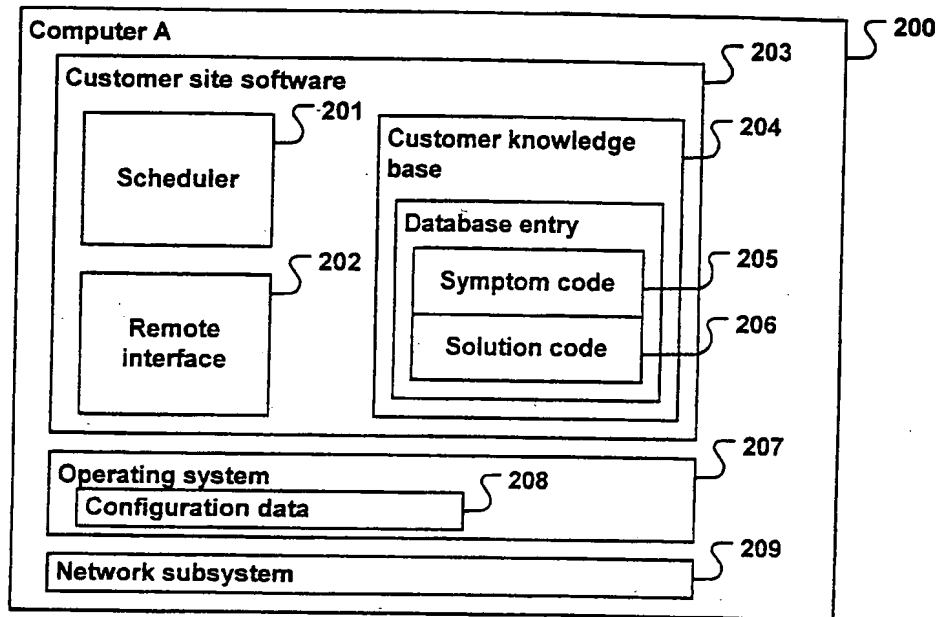 Computer A
200
Customer site software
203
201
Scheduler
Customer knowledge
base
204
Database entry
202
Remote
interface
Symptom code
205
Solution code
206
Operating system
207
Configuration data
208
Network subsystem
209